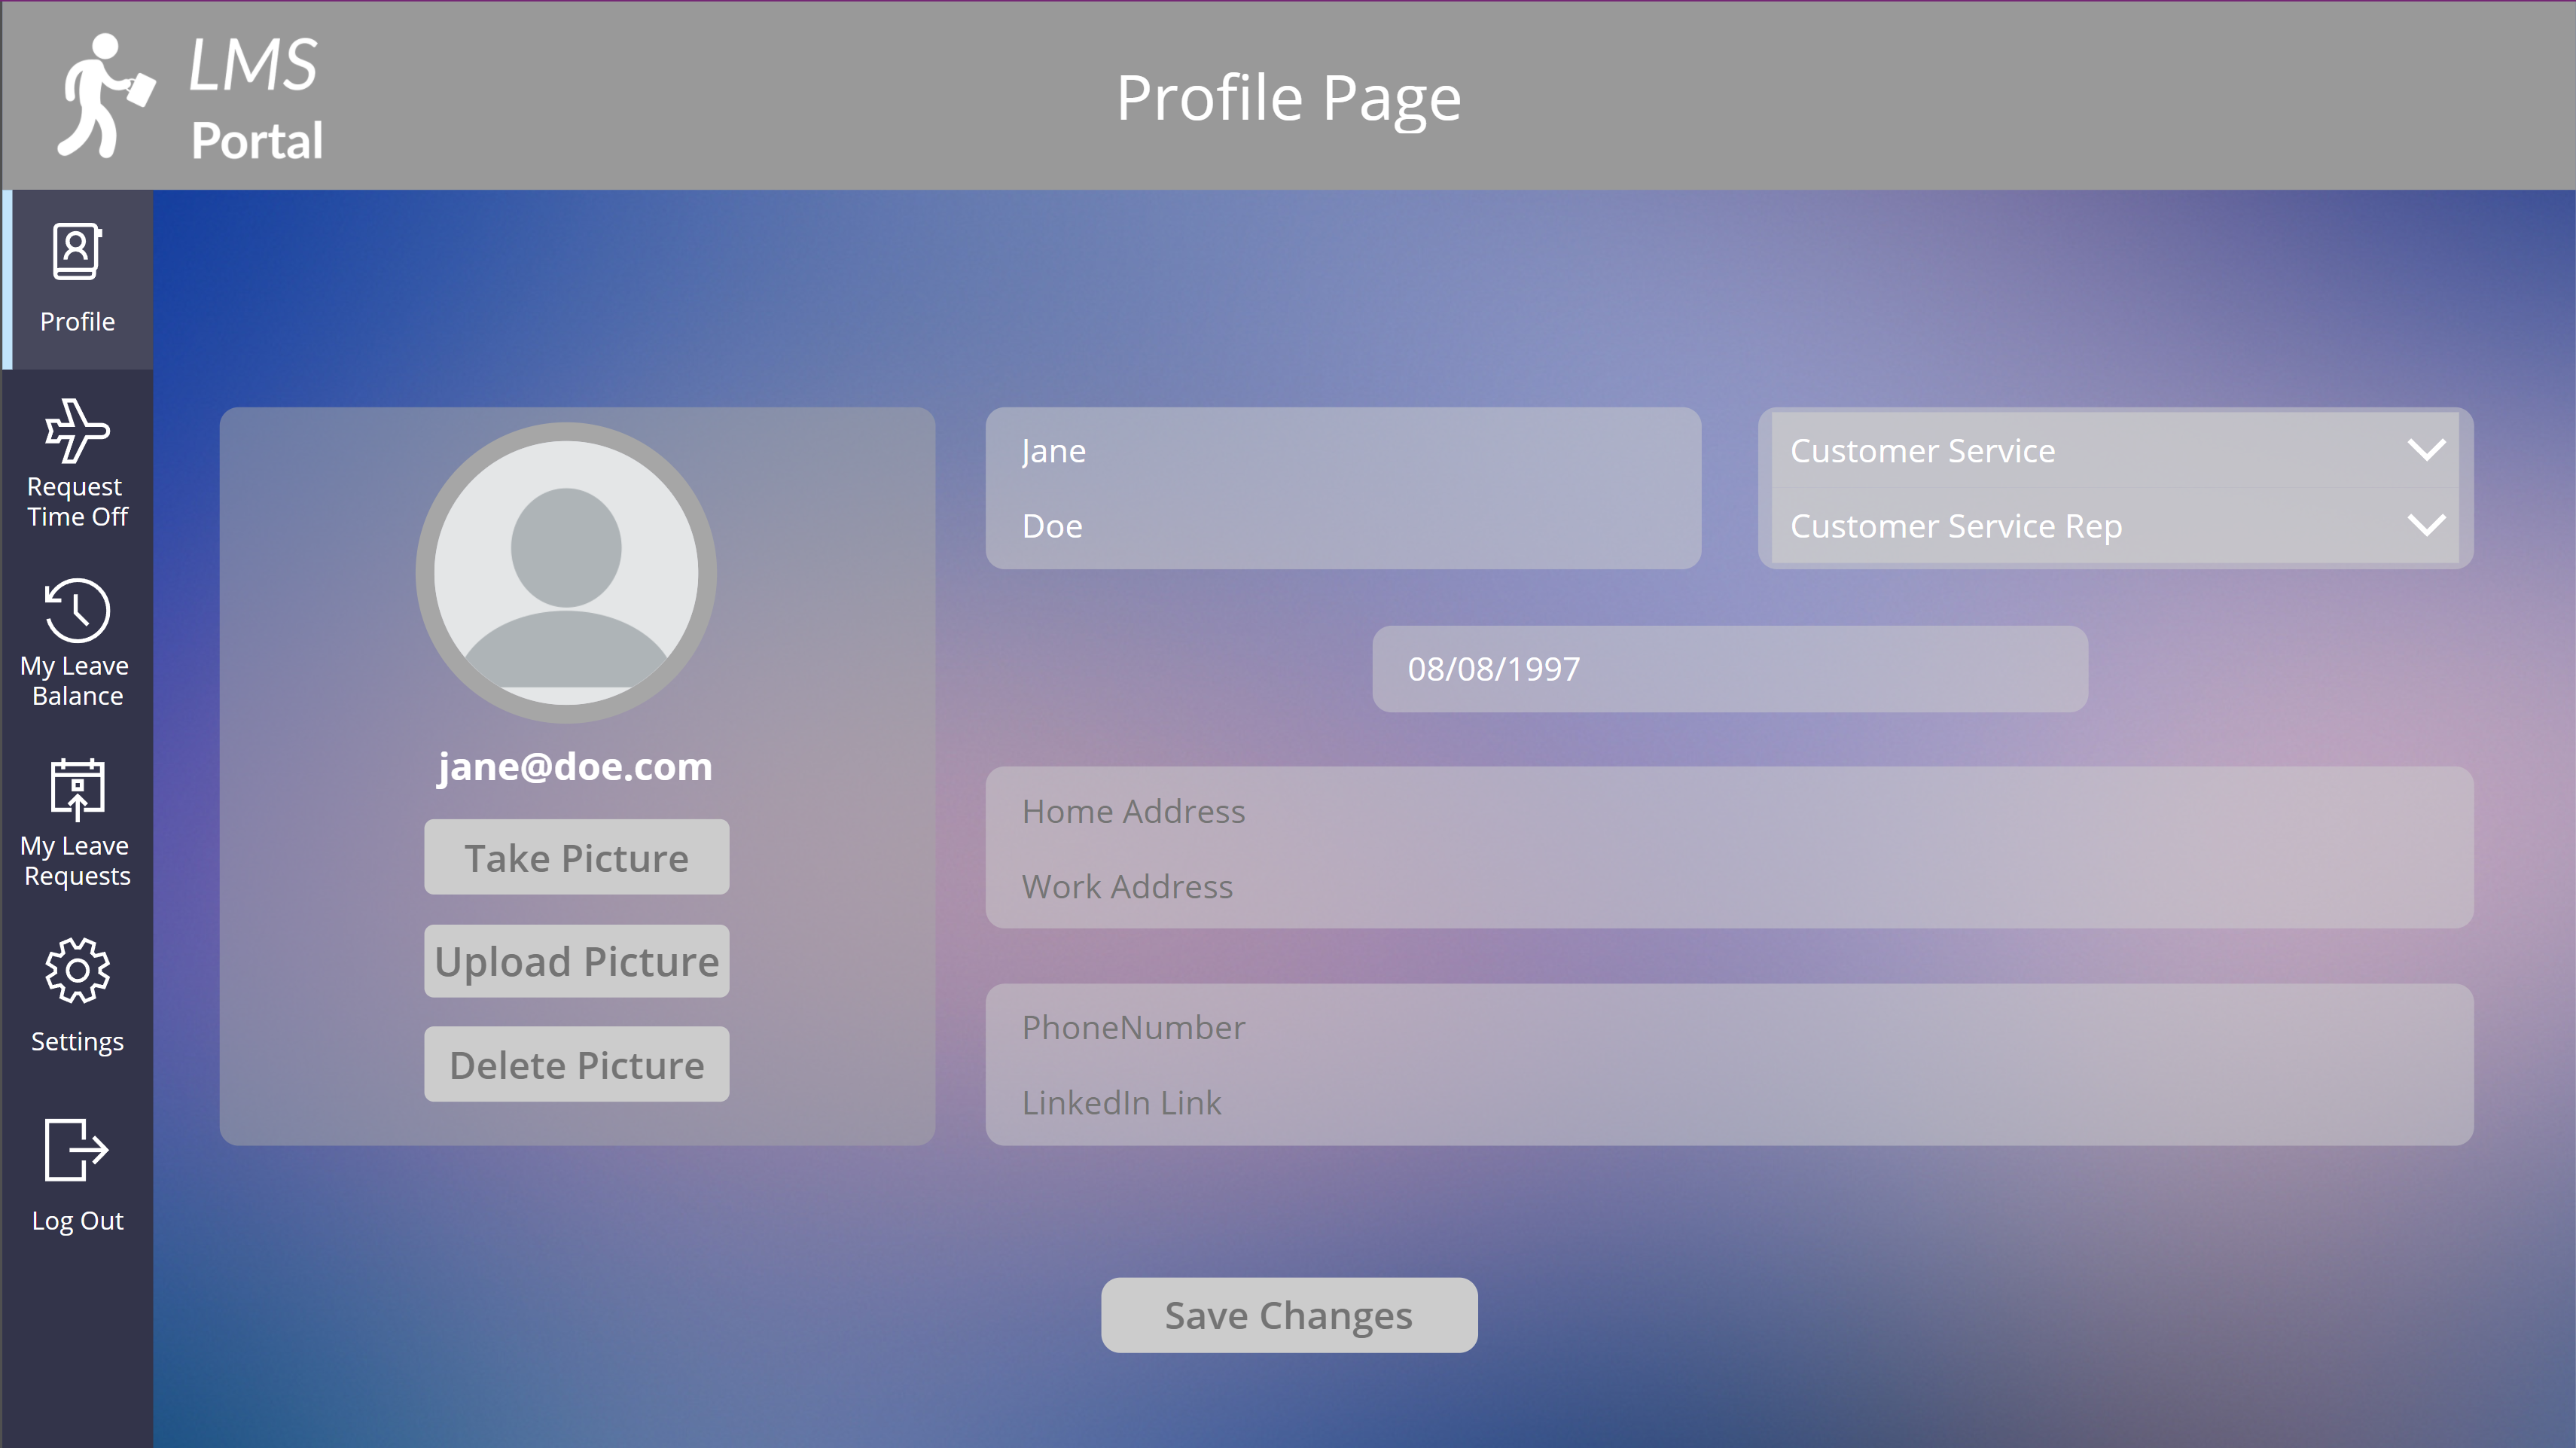 LMS
Portal
Profile Page
Profile
Request
Time Off
My Leave
Balance
My Leave
Requests
Settings
Log Out
jane@doe.com
Take Picture
Upload Picture
Delete Picture
Jane
Doe
Customer Service
Customer Service Rep
08/08/1997
Home Address
Work Address
PhoneNumber
LinkedIn Link
Save Changes